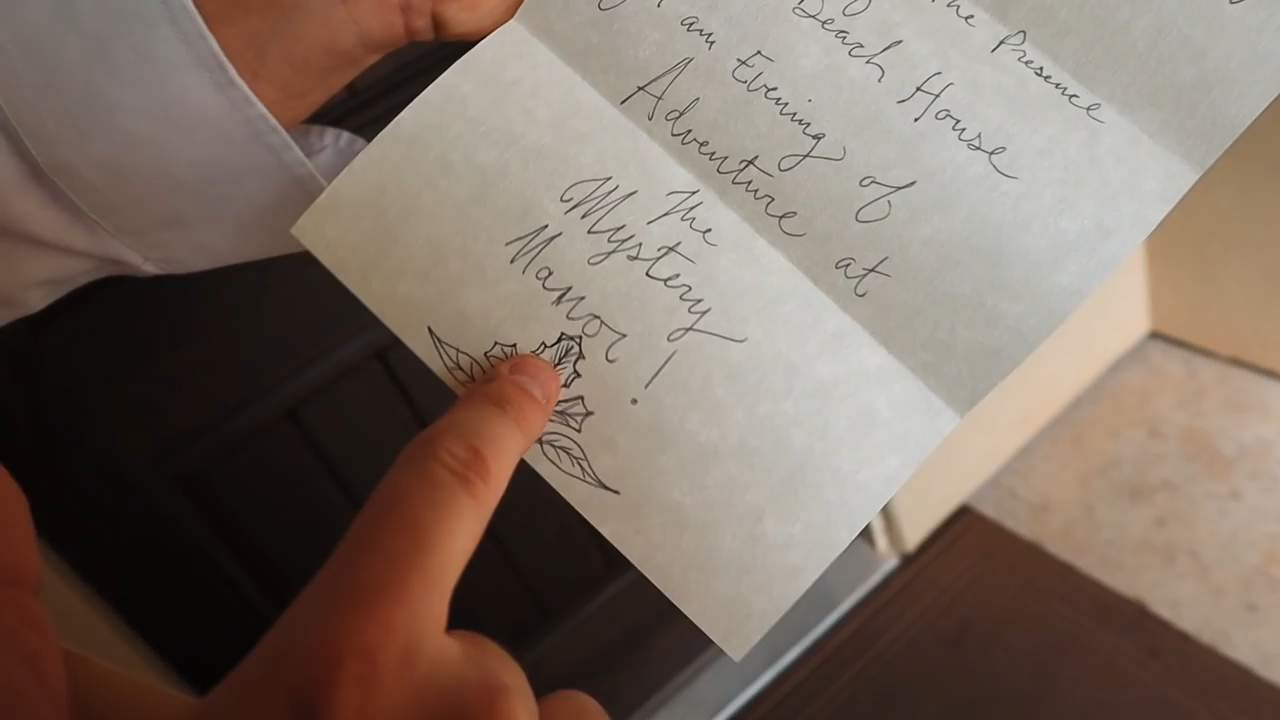 The Presence
Beach House
an Evening of
Adventure at
The
Mystery
Manor!